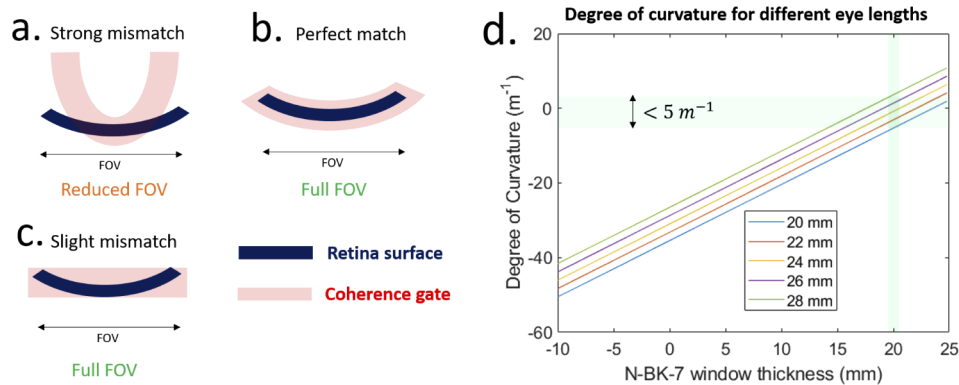 a.
Strong mismatch
FOV
Reduced FOV
b.
Perfect match
FOV
Full FOV
c.
Slight mismatch
FOV
Full FOV
Retina surface
Coherence gate
d.
Degree of curvature for different eye lengths
Degree of Curvature (m⁻¹)
20
0
-20
-40
-60
< 5 m⁻¹
20 mm
22 mm
24 mm
26 mm
28 mm
-10 -5 0 5 10 15 20 25
N-BK-7 window thickness (mm)